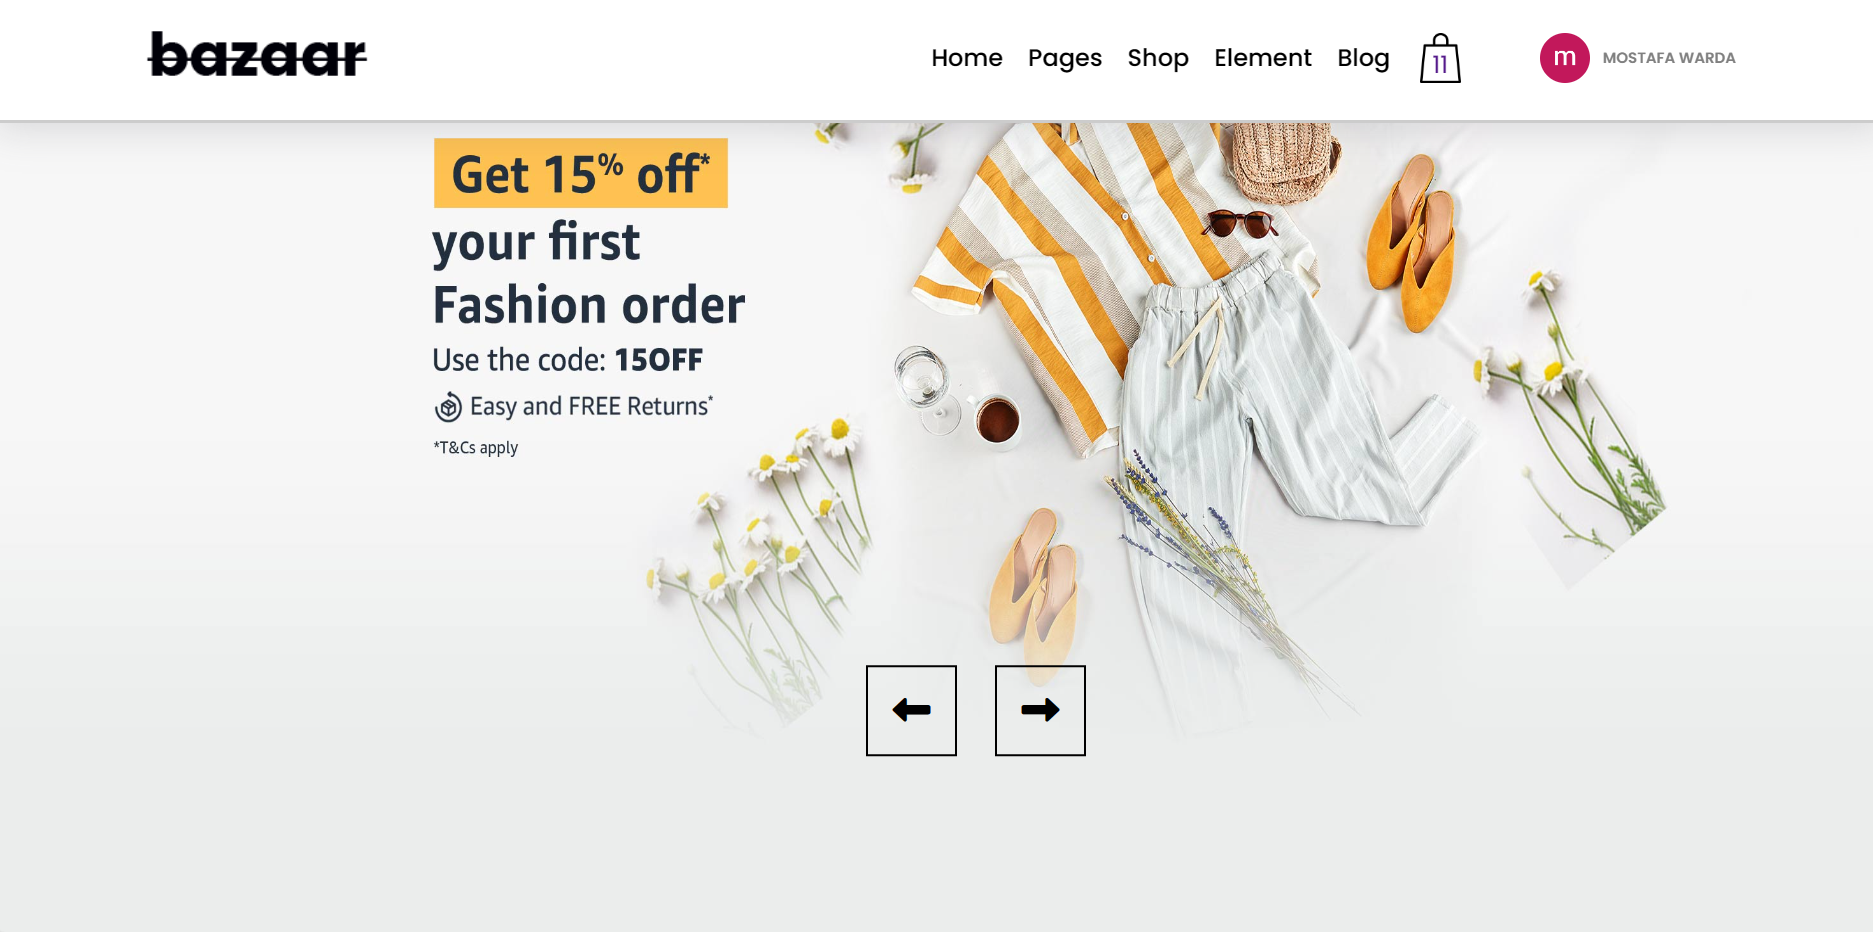 bazaar
Home Pages Shop Element Blog 11 m MOSTAFA WARDA
Get 15% off*
your first
Fashion order
Use the code: 15OFF
Easy and FREE Returns*
*T&Cs apply